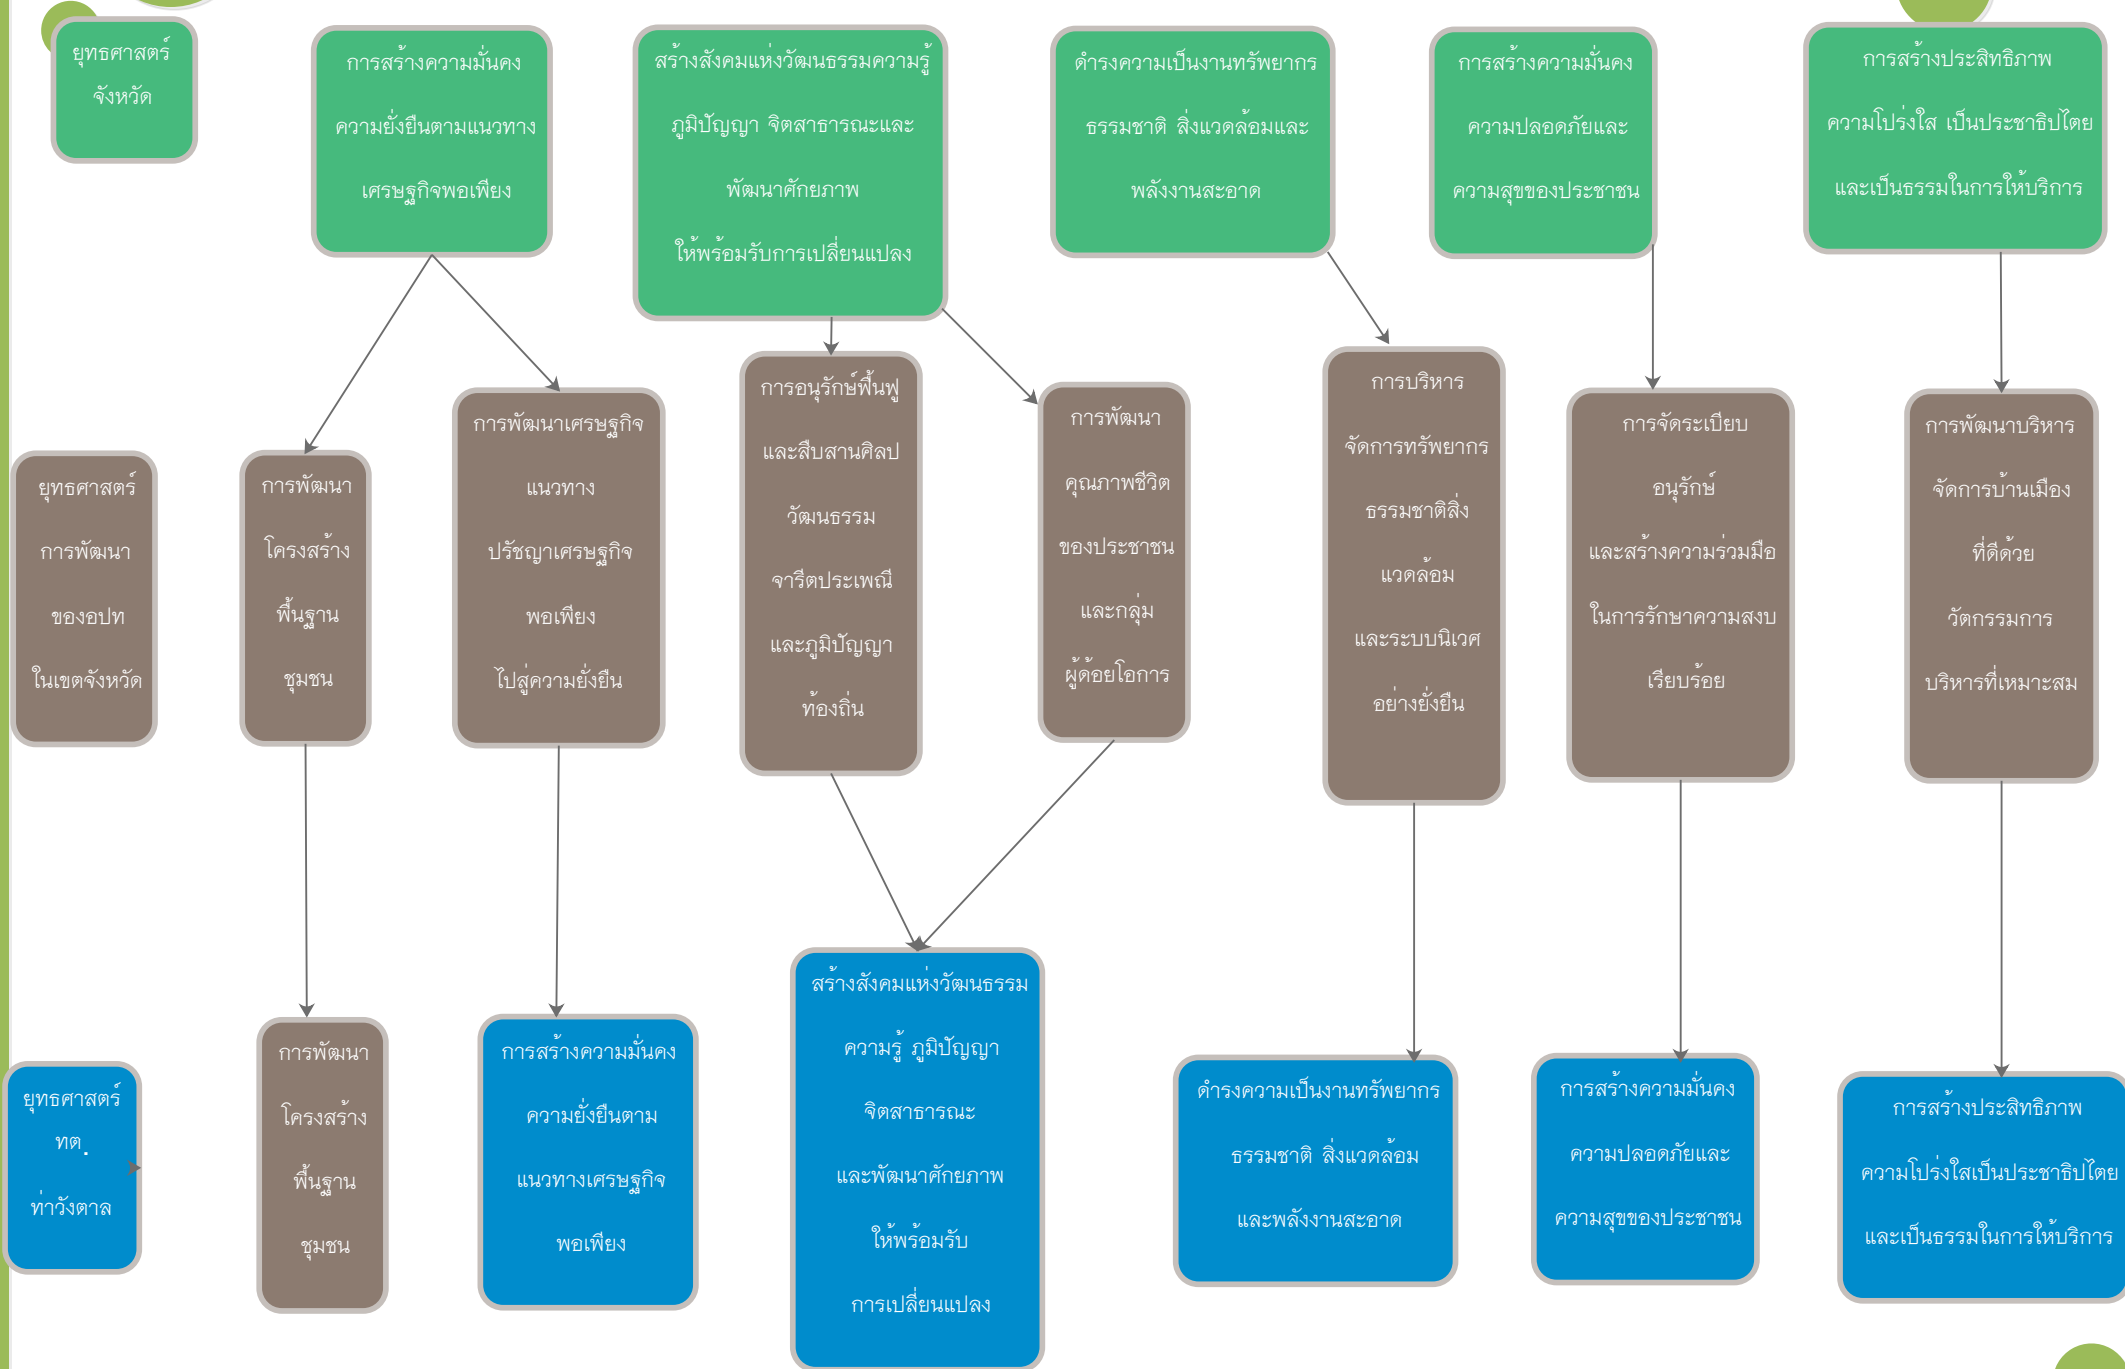 ยุทธศาสตร์
จังหวัด
การสร้างความมั่นคง
ความยั่งยืนตามแนวทาง
เศรษฐกิจพอเพียง
สร้างสังคมแห่งวัฒนธรรมความรู้
ภูมิปัญญา จิตสาธารณะและ
พัฒนาศักยภาพ
ให้พร้อมรับการเปลี่ยนแปลง
ดำรงความเป็นงานทรัพยากร
ธรรมชาติ สิ่งแวดล้อมและ
พลังงานสะอาด
การสร้างความมั่นคง
ความปลอดภัยและ
ความสุขของประชาชน
การสร้างประสิทธิภาพ
ความโปร่งใส เป็นประชาธิปไตย
และเป็นธรรมในการให้บริการ
ยุทธศาสตร์
การพัฒนา
ของอปท
ในเขตจังหวัด
การพัฒนา
โครงสร้าง
พื้นฐาน
ชุมชน
การพัฒนาเศรษฐกิจ
แนวทาง
ปรัชญาเศรษฐกิจ
พอเพียง
ไปสู่ความยั่งยืน
การอนุรักษ์ฟื้นฟู
และสืบสานศิลป
วัฒนธรรม
จารีตประเพณี
และภูมิปัญญา
ท้องถิ่น
การพัฒนา
คุณภาพชีวิต
ของประชาชน
และกลุ่ม
ผู้ด้อยโอการ
การบริหาร
จัดการทรัพยากร
ธรรมชาติสิ่ง
แวดล้อม
และระบบนิเวศ
อย่างยั่งยืน
การจัดระเบียบ
อนุรักษ์
และสร้างความร่วมมือ
ในการรักษาความสงบ
เรียบร้อย
การพัฒนาบริหาร
จัดการบ้านเมือง
ที่ดีด้วย
วัตกรรมการ
บริหารที่เหมาะสม
ยุทธศาสตร์
ทต.
ท่าวังตาล
การพัฒนา
โครงสร้าง
พื้นฐาน
ชุมชน
การสร้างความมั่นคง
ความยั่งยืนตาม
แนวทางเศรษฐกิจ
พอเพียง
สร้างสังคมแห่งวัฒนธรรม
ความรู้ ภูมิปัญญา
จิตสาธารณะ
และพัฒนาศักยภาพ
ให้พร้อมรับ
การเปลี่ยนแปลง
ดำรงความเป็นงานทรัพยากร
ธรรมชาติ สิ่งแวดล้อม
และพลังงานสะอาด
การสร้างความมั่นคง
ความปลอดภัยและ
ความสุขของประชาชน
การสร้างประสิทธิภาพ
ความโปร่งใสเป็นประชาธิปไตย
และเป็นธรรมในการให้บริการ